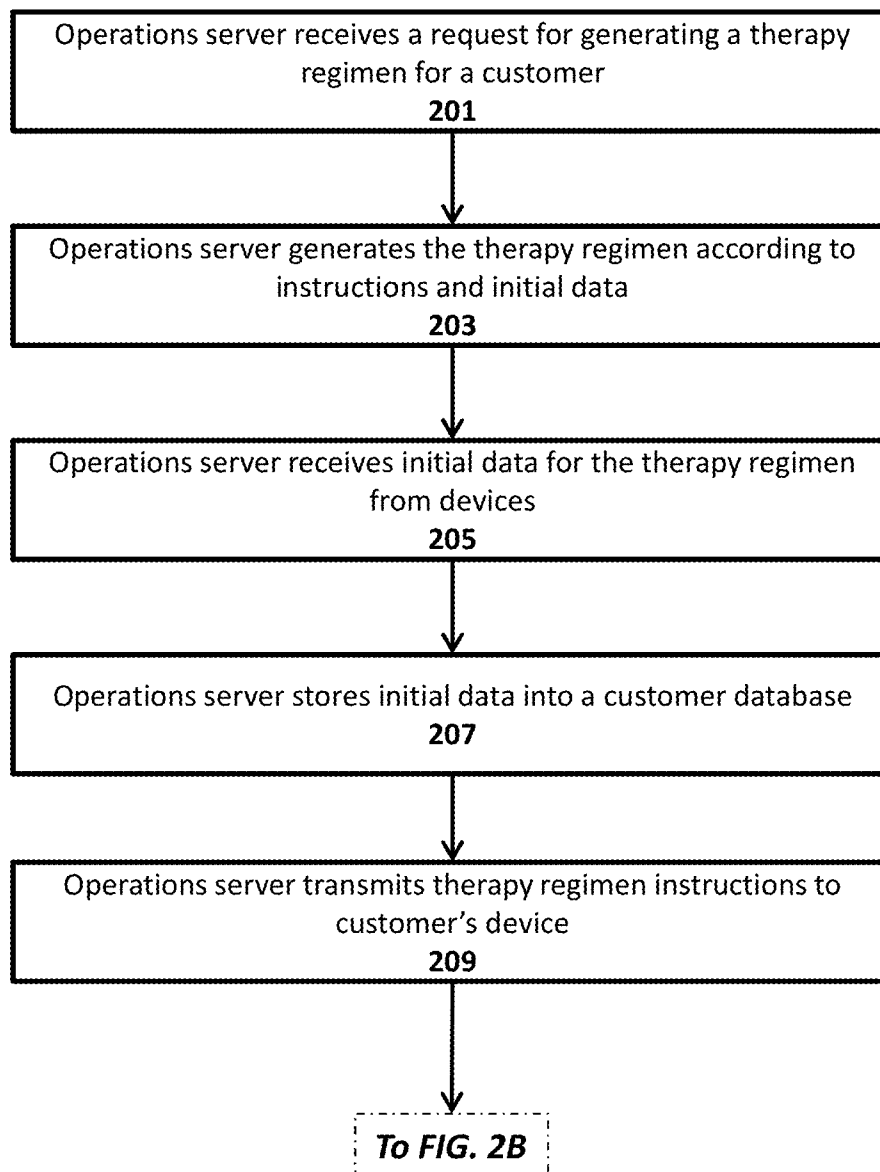 Operations server receives a request for generating a therapy
regimen for a customer
201
Operations server generates the therapy regimen according to
instructions and initial data
203
Operations server receives initial data for the therapy regimen
from devices
205
Operations server stores initial data into a customer database
207
Operations server transmits therapy regimen instructions to
customer’s device
209
To FIG. 2B